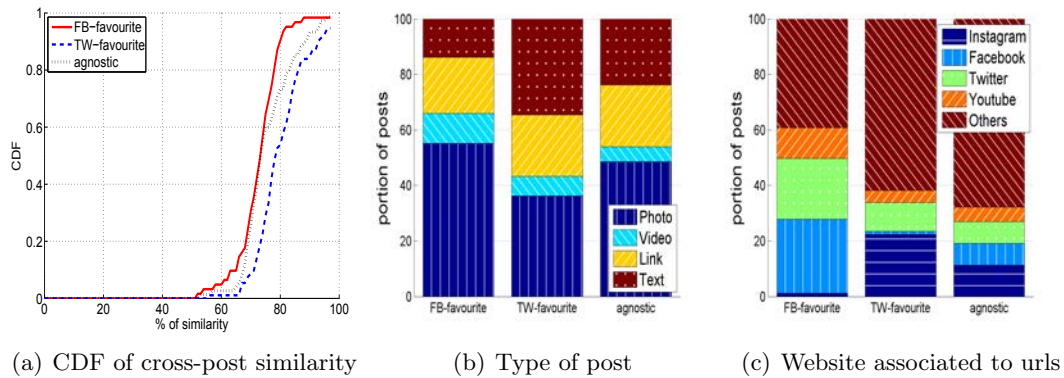 1
0.8
0.6
0.4
0.2
0
CDF
FB-favourite
TW-favourite
agnostic
0 20 40 60 80 100
% of similarity
(a) CDF of cross-post similarity
100
80
60
40
20
0
portion of posts
Photo
Video
Link
Text
FB-favourite TW-favourite agnostic
(b) Type of post
100
80
60
40
20
0
portion of posts
Instagram
Facebook
Twitter
Youtube
Others
FB-favourite TW-favourite agnostic
(c) Website associated to urls